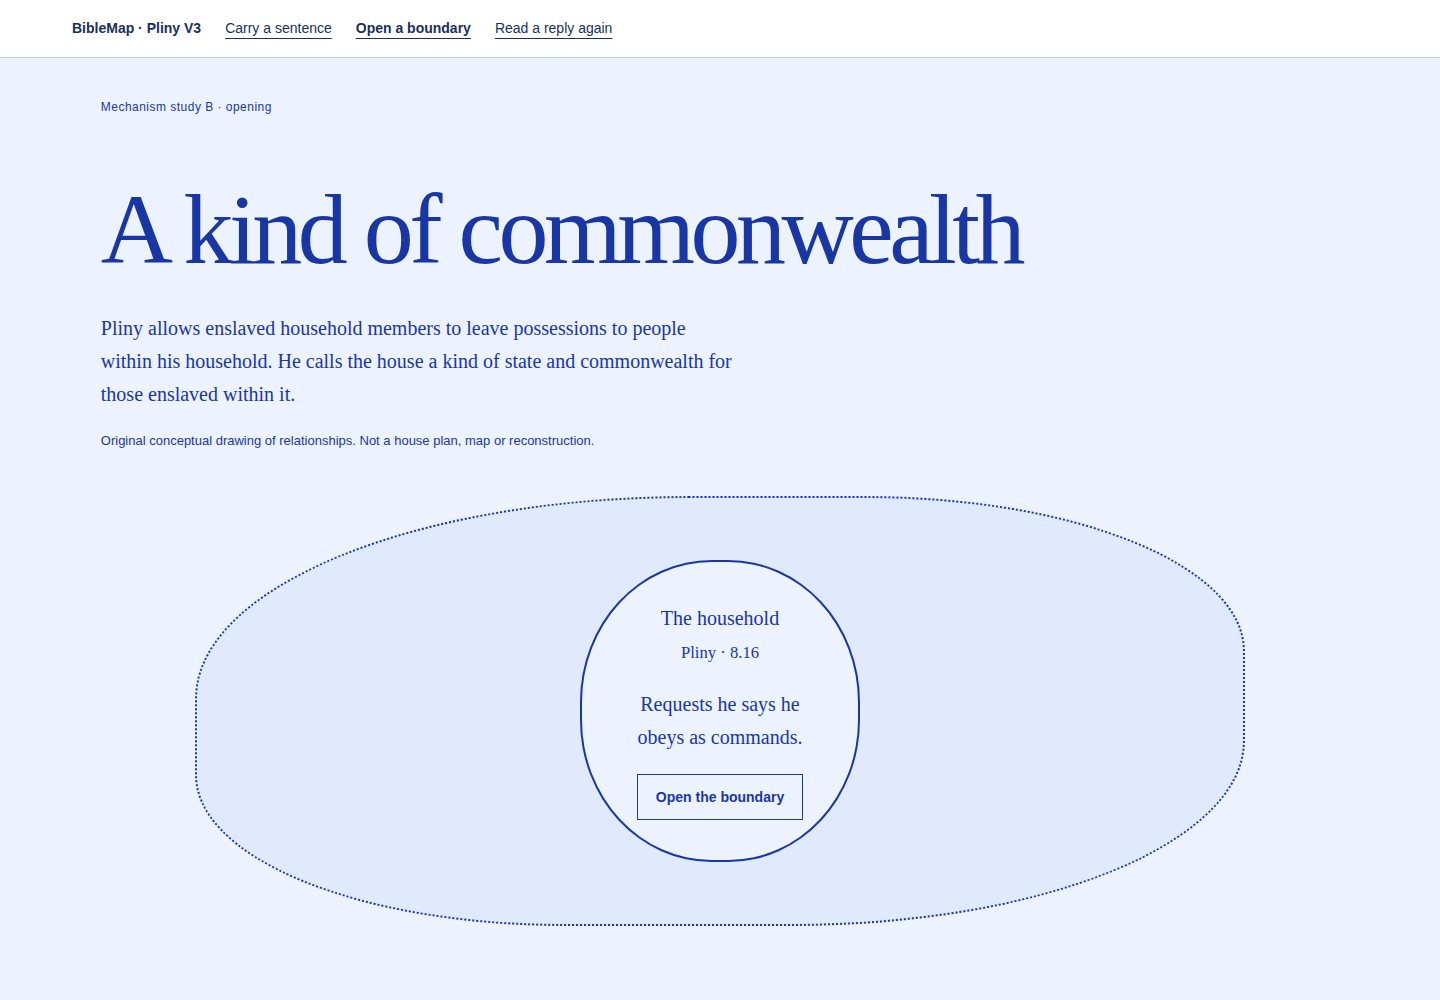 BibleMap · Pliny V3 Carry a sentence Open a boundary Read a reply again
Mechanism study B · opening
A kind of commonwealth
Pliny allows enslaved household members to leave possessions to people
within his household. He calls the house a kind of state and commonwealth for
those enslaved within it.
Original conceptual drawing of relationships. Not a house plan, map or reconstruction.
The household
Pliny · 8.16
Requests he says he
obeys as commands.
Open the boundary